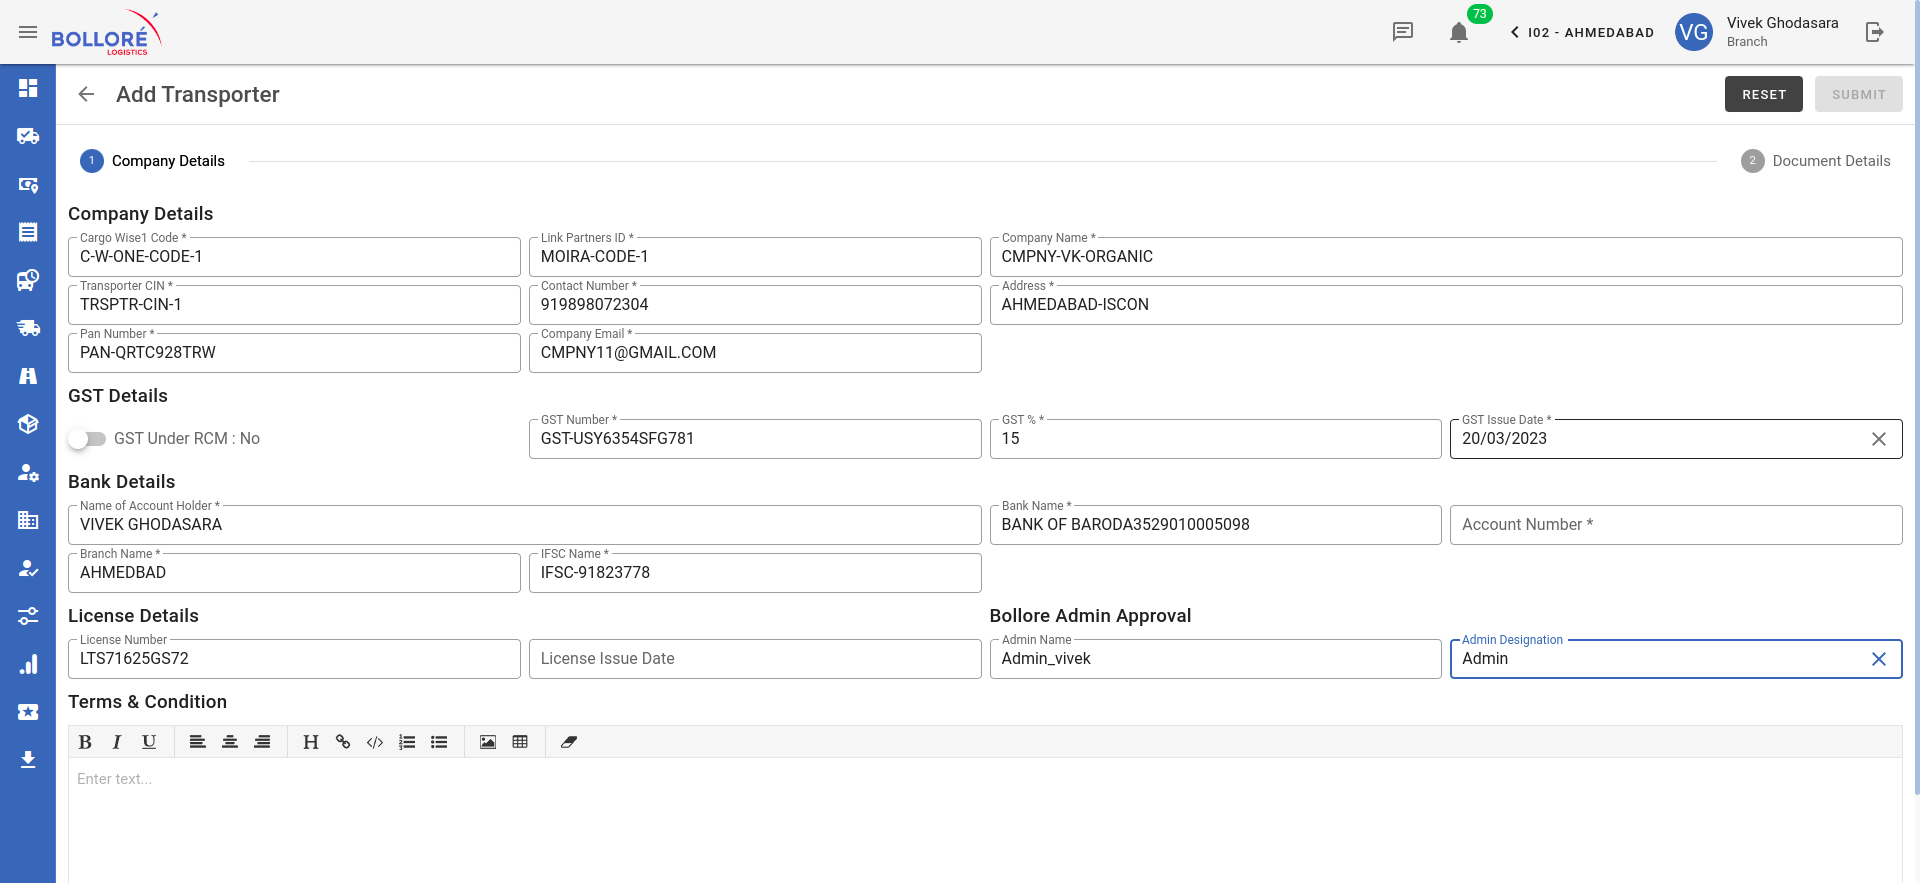 BOLLORÉ
LOGISTICS
73
I02 - AHMEDABAD
VG
Vivek Ghodasara
Branch
Add Transporter
RESET
SUBMIT
1 Company Details
2 Document Details
Company Details
Cargo Wise1 Code *
C-W-ONE-CODE-1
Link Partners ID *
MOIRA-CODE-1
Company Name *
CMPNY-VK-ORGANIC
Transporter CIN *
TRSPTR-CIN-1
Contact Number *
919898072304
Address *
AHMEDABAD-ISCON
Pan Number *
PAN-QRTC928TRW
Company Email *
CMPNY11@GMAIL.COM
GST Details
GST Under RCM : No
GST Number *
GST-USY6354SFG781
GST % *
15
GST Issue Date *
20/03/2023
Bank Details
Name of Account Holder *
VIVEK GHODASARA
Bank Name *
BANK OF BARODA3529010005098
Account Number *
Branch Name *
AHMEDBAD
IFSC Name *
IFSC-91823778
License Details
Bollore Admin Approval
License Number
LTS71625GS72
License Issue Date
Admin Name
Admin_vivek
Admin Designation
Admin
Terms & Condition
B I U H
Enter text...